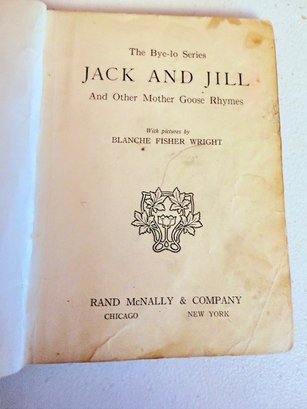 The Bye-lo Series
JACK AND JILL
And Other Mother Goose Rhymes
With pictures by
BLANCHE FISHER WRIGHT
RAND McNALLY & COMPANY
CHICAGO NEW YORK